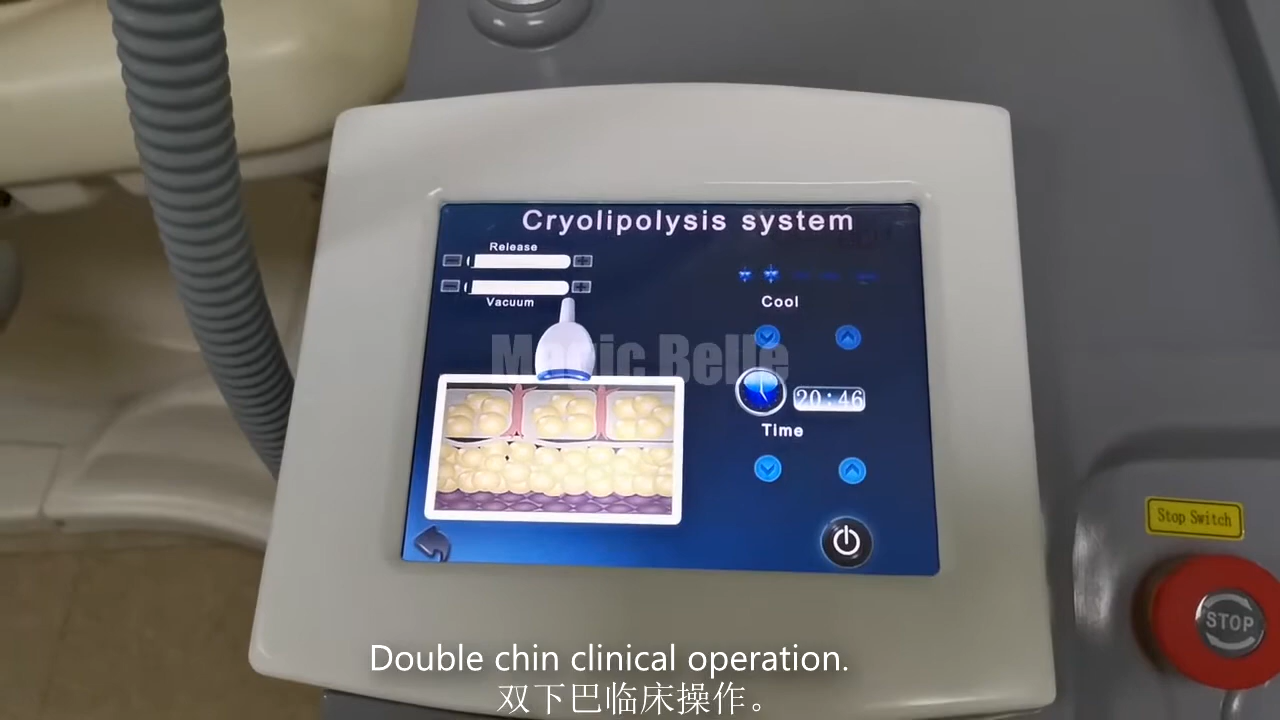 Cryolipolysis system
Release
Vacuum
Cool
Magic Belle
20:46
Time
Stop Switch
STOP
Double chin clinical operation.
双下巴临床操作。